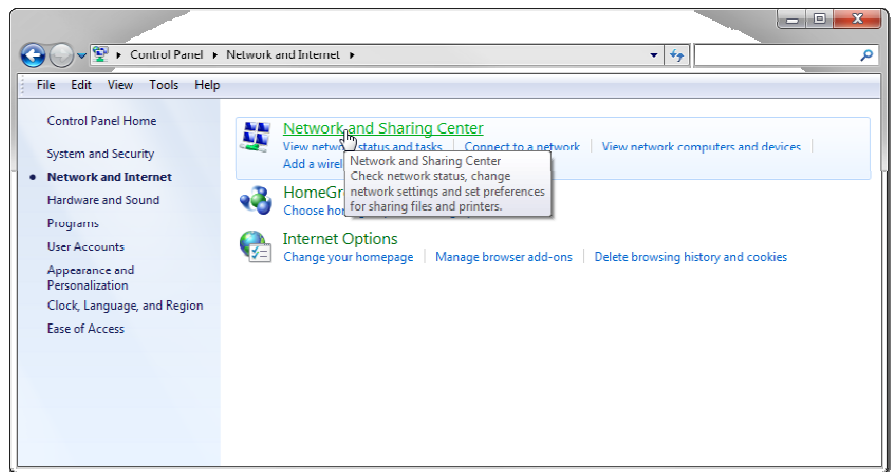 Control Panel Network and Internet
File Edit View Tools Help
Control Panel Home
System and Security
Network and Internet
Hardware and Sound
Programs
User Accounts
Appearance and
Personalization
Clock, Language, and Region
Ease of Access
Network and Sharing Center
View network status and tasks Connect to a network View network computers and devices
Add a
Network and Sharing Center
Check network status, change
network settings and set preferences
for sharing files and printers.
Choose
Internet Options
Change your homepage Manage browser add-ons Delete browsing history and cookies